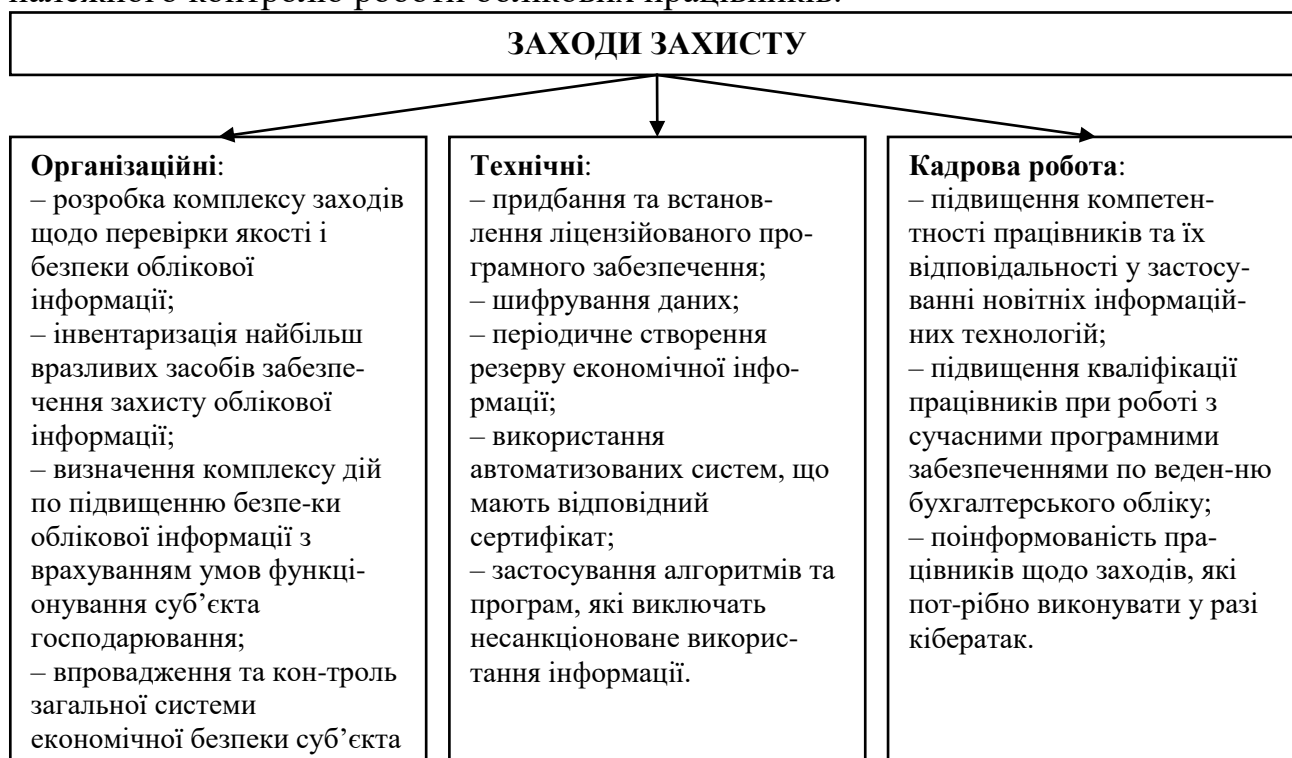 належного контролю роботи облікових працівників.
ЗАХОДИ ЗАХИСТУ
Організаційні:
– розробка комплексу заходів
щодо перевірки якості і
безпеки облікової
інформації;
– інвентаризація найбільш
вразливих засобів забезпе-
чення захисту облікової
інформації;
– визначення комплексу дій
по підвищенню безпе-ки
облікової інформації з
врахуванням умов функці-
онування суб’єкта
господарювання;
– впровадження та кон-троль
загальної системи
економічної безпеки суб’єкта
Технічні:
– придбання та встанов-
лення ліцензійованого про-
грамного забезпечення;
– шифрування даних;
– періодичне створення
резерву економічної інфо-
рмації;
– використання
автоматизованих систем, що
мають відповідний
сертифікат;
– застосування алгоритмів та
програм, які виключать
несанкціоноване викорис-
тання інформації.
Кадрова робота:
– підвищення компетен-
тності працівників та їх
відповідальності у застосу-
ванні новітніх інформацій-
них технологій;
– підвищення кваліфікації
працівників при роботі з
сучасними програмними
забезпеченнями по веден-ню
бухгалтерського обліку;
– поінформованість пра-
цівників щодо заходів, які
пот-рібно виконувати у разі
кібератак.